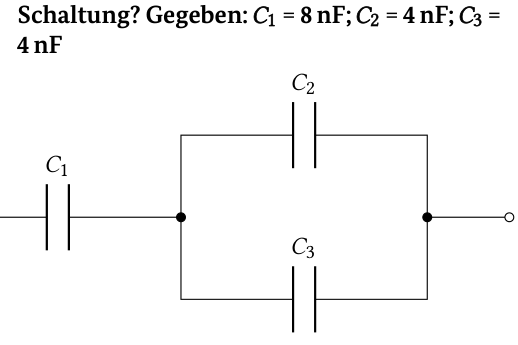 Schaltung? Gegeben: C₁ = 8 nF; C₂ = 4 nF; C₃ =
4 nF
C₂
C₁
C₃